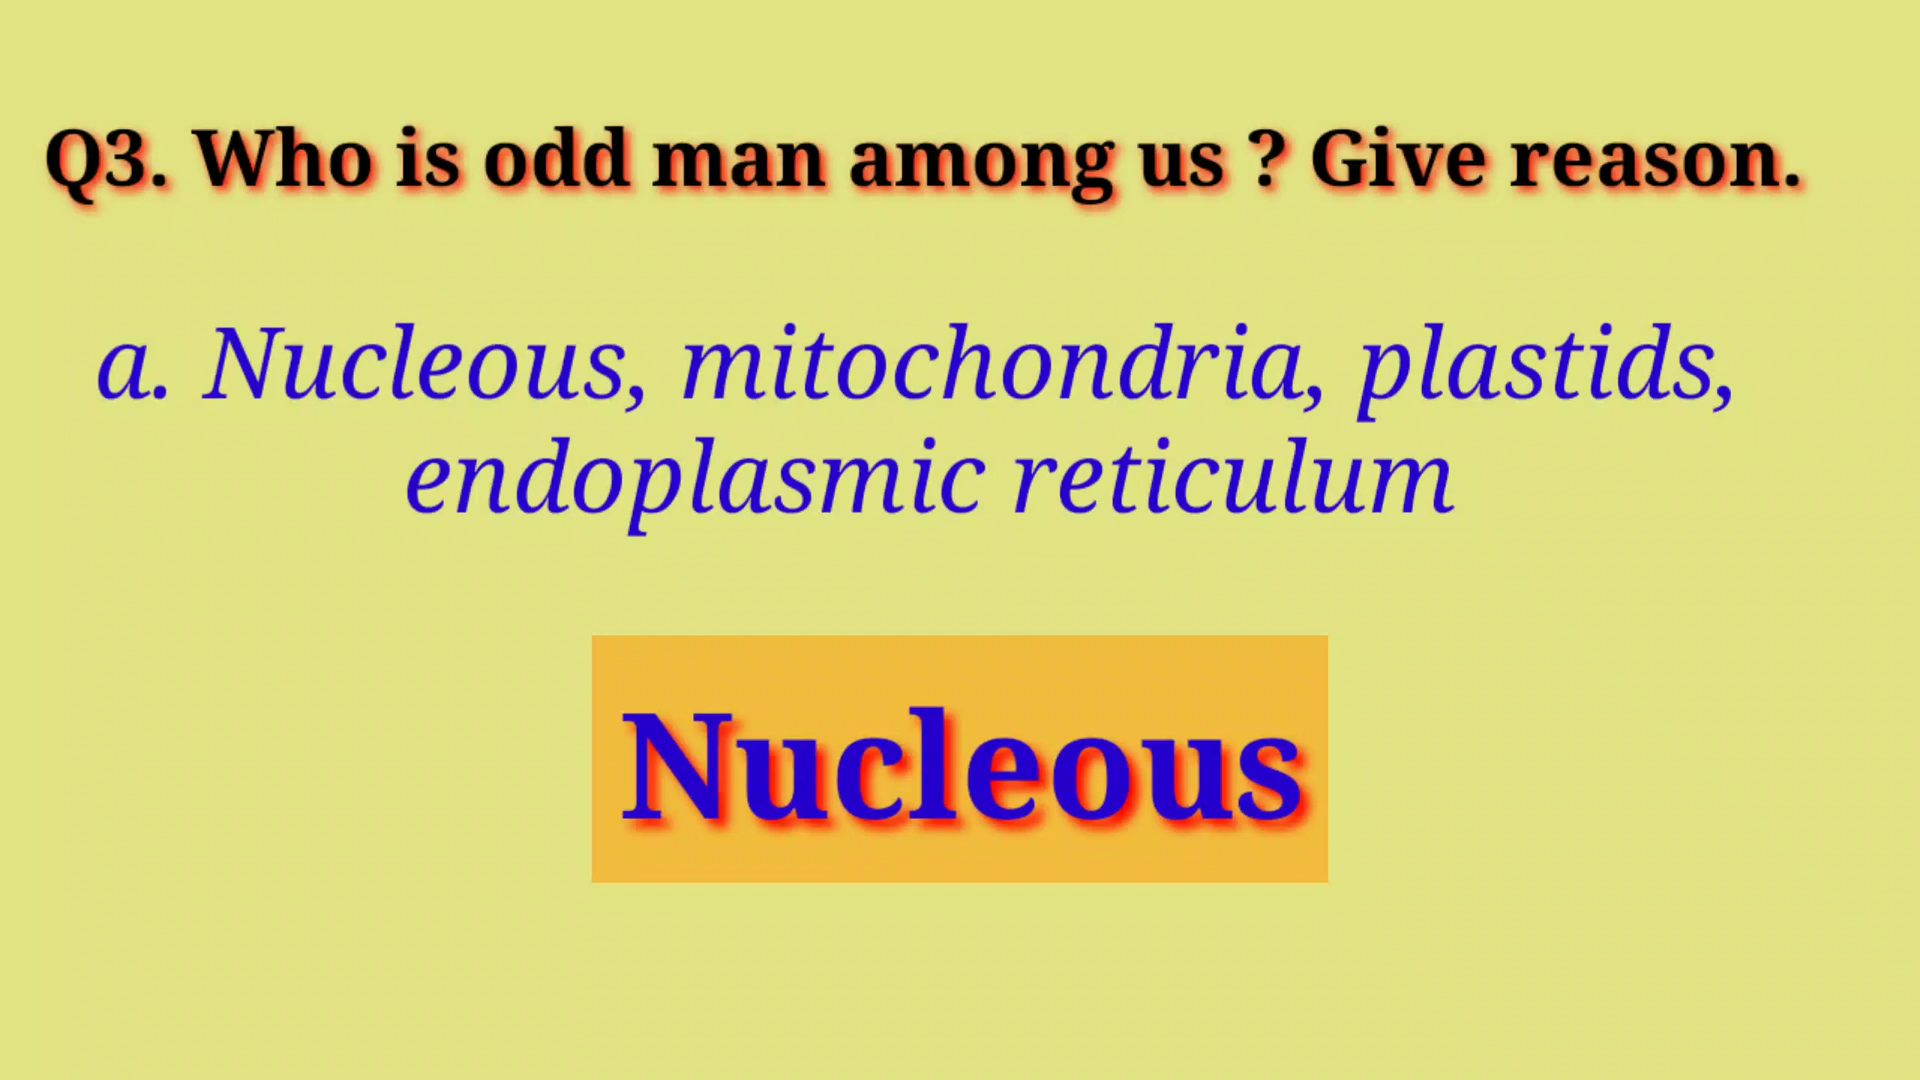 Q3. Who is odd man among us ? Give reason.
a. Nucleous, mitochondria, plastids,
endoplasmic reticulum
Nucleous